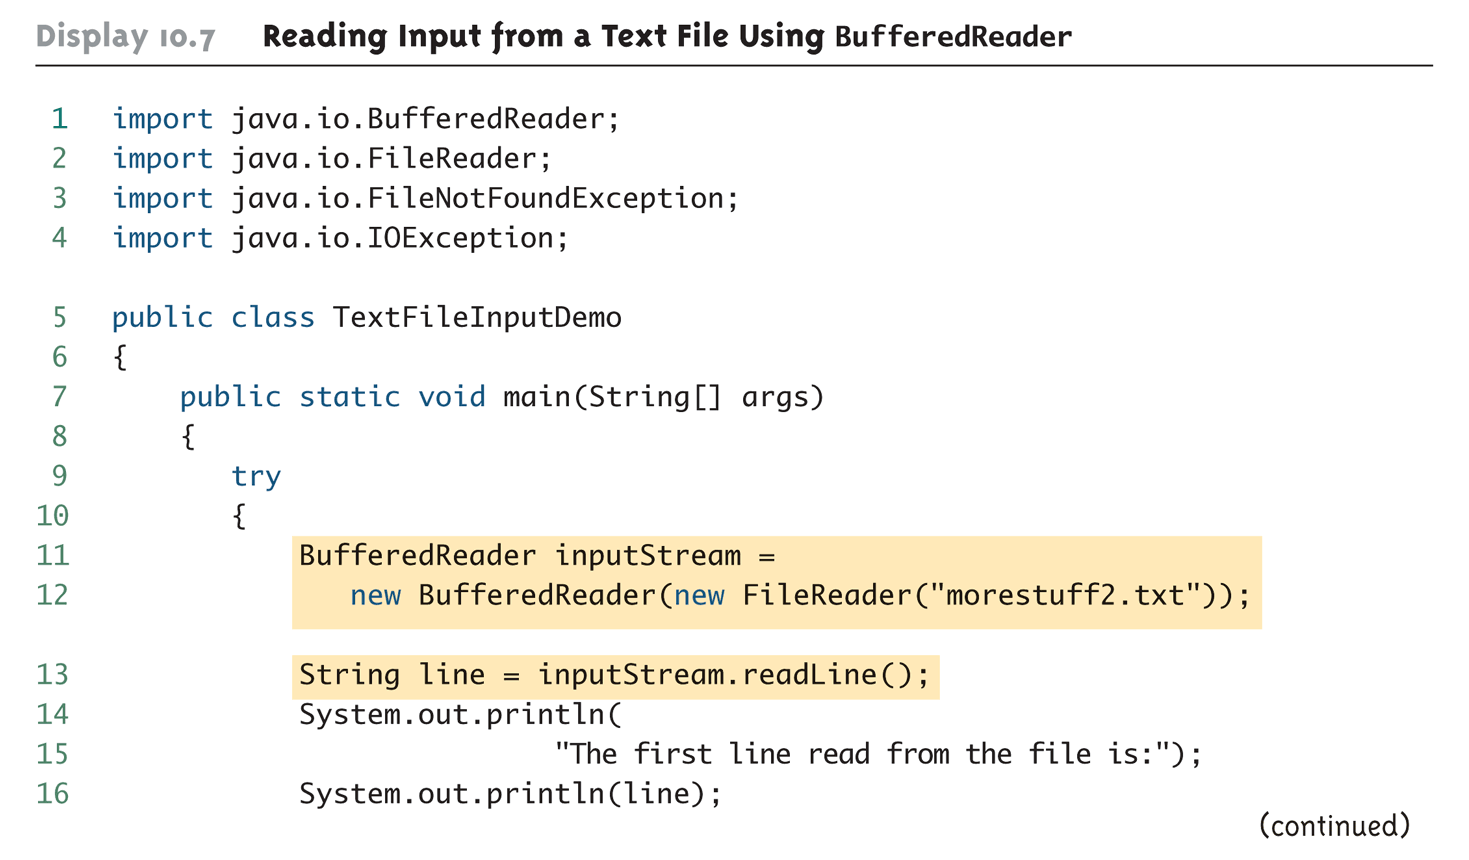 Display 10.7 Reading Input from a Text File Using BufferedReader
1 import java.io.BufferedReader;
2 import java.io.FileReader;
3 import java.io.FileNotFoundException;
4 import java.io.IOException;
5 public class TextFileInputDemo
6 {
7 public static void main(String[] args)
8 {
9 try
10 {
11 BufferedReader inputStream =
12 new BufferedReader(new FileReader("morestuff2.txt"));
13 String line = inputStream.readLine();
14 System.out.println(
15 "The first line read from the file is:");
16 System.out.println(line);
(continued)